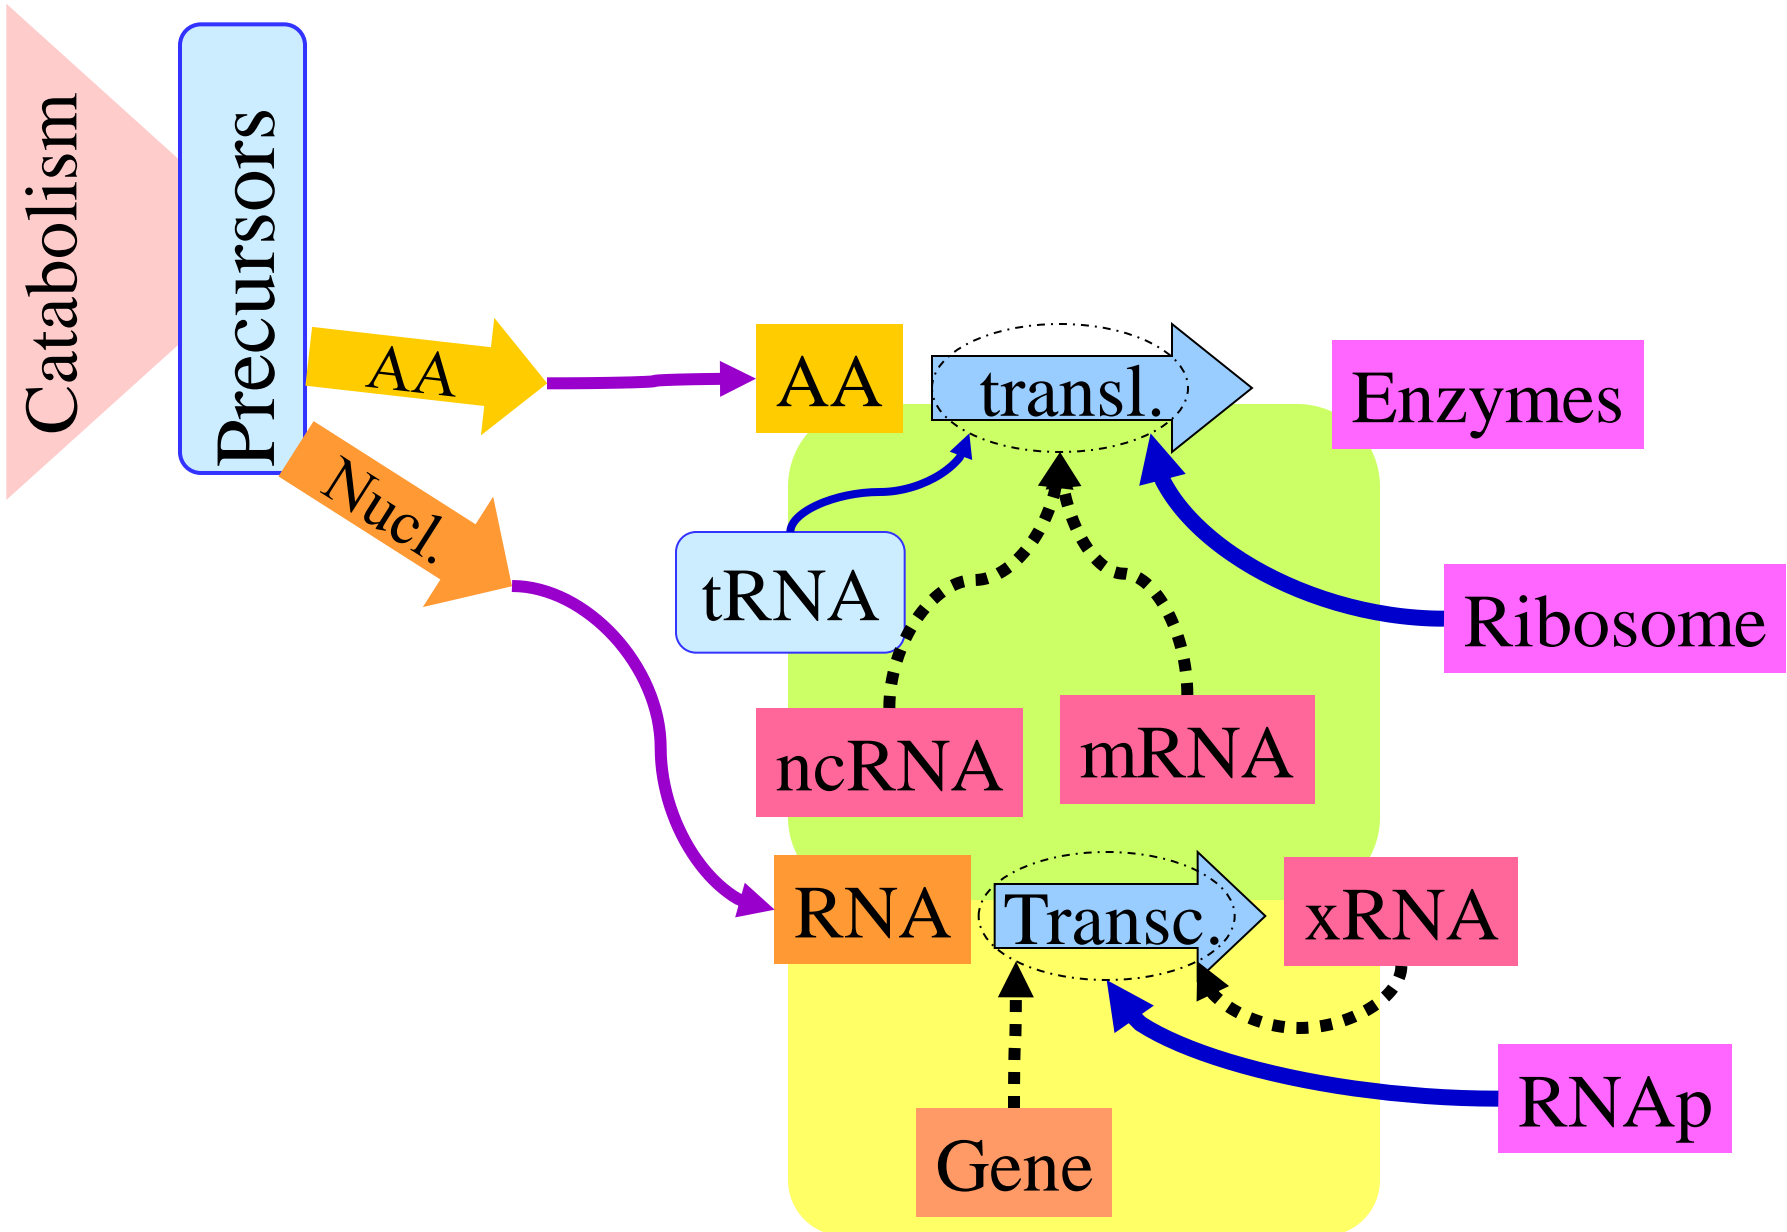 Catabolism
Precursors
AA
Nucl.
AA
transl.
Enzymes
tRNA
Ribosome
ncRNA
mRNA
RNA
Transc.
xRNA
RNAp
Gene